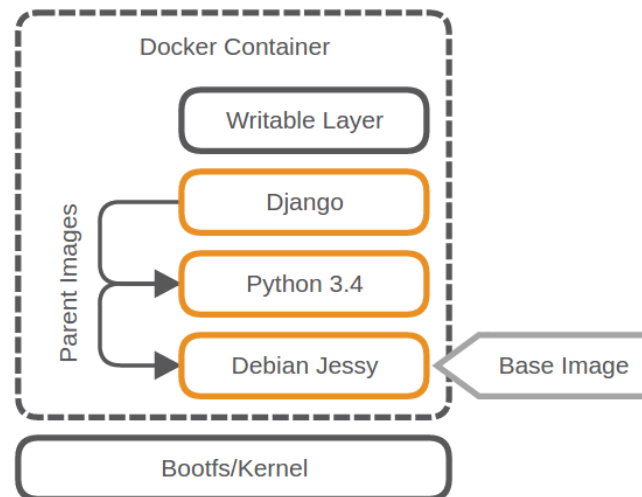 Docker Container
Writable Layer
Django
Python 3.4
Debian Jessy
Parent Images
Base Image
Bootfs/Kernel